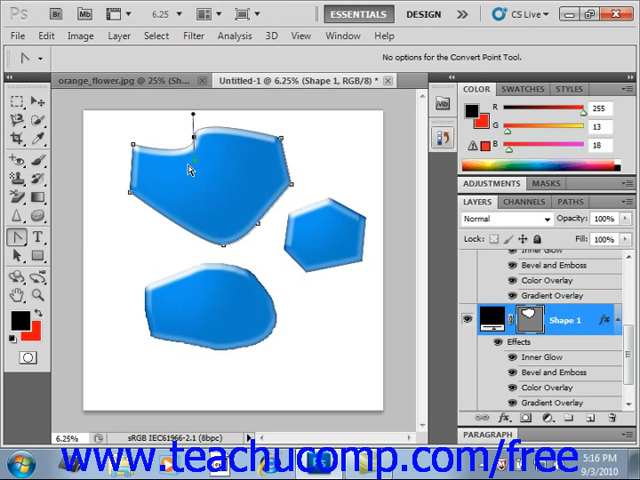 Ps Br Mb 6.25 ESSENTIALS DESIGN CS Live
File Edit Image Layer Select Filter Analysis 3D View Window Help
No options for the Convert Point Tool.
orange_flower.jpg @ 25% (Sh... Untitled-1 @ 6.25% (Shape 1, RGB/8) *
COLOR SWATCHES STYLES
R 255
G 13
B 18
Mb
ADJUSTMENTS MASKS
LAYERS CHANNELS PATHS
Normal Opacity: 100%
Lock: Fill: 100%
Inner Glow
Bevel and Emboss
Color Overlay
Gradient Overlay
Shape 1 fx
Effects
Inner Glow
Bevel and Emboss
Color Overlay
Gradient Overlay
6.25% sRGB IEC61966-2.1 (8bpc)
PARAGRAPH
www.teachucomp.com/free
5:16 PM
9/3/2010